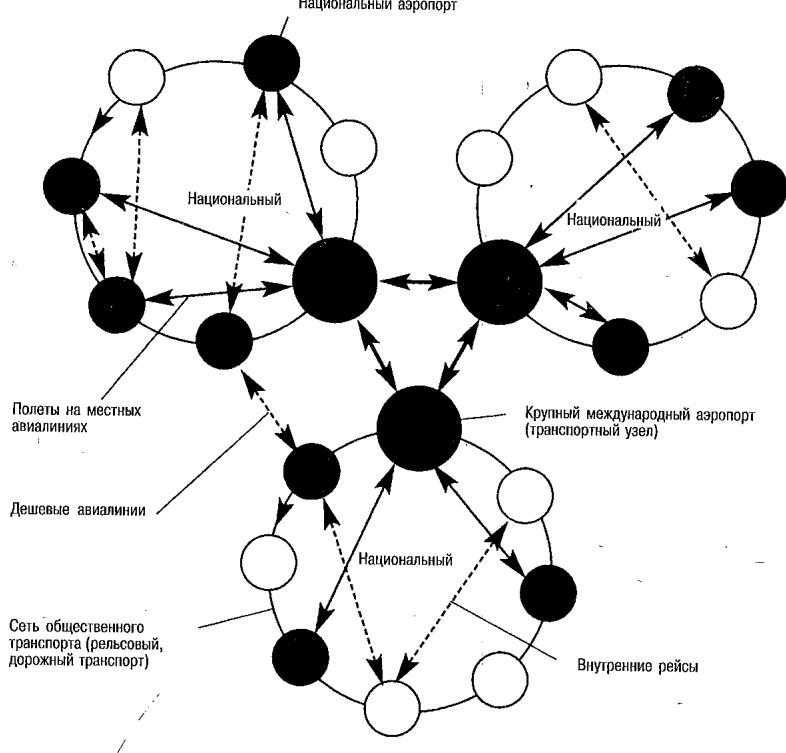 Национальный аэропорт
Национальный
Национальный
Полеты на местных
авиалиниях
Крупный международный аэропорт
(транспортный узел)
Дешевые авиалинии
Национальный
Сеть общественного
транспорта (рельсовый,
дорожный транспорт)
Внутренние рейсы